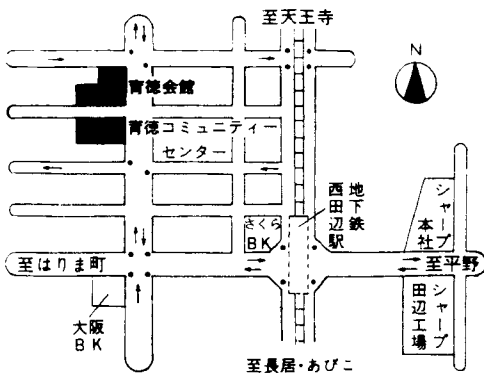 至天王寺
N
育徳会館
育徳コミュニティー
センター
地下鉄
西田辺駅
さくら
BK
シャープ
本社
至はりま町
至平野
大阪
BK
シャープ
田辺工場
至長居・あびこ